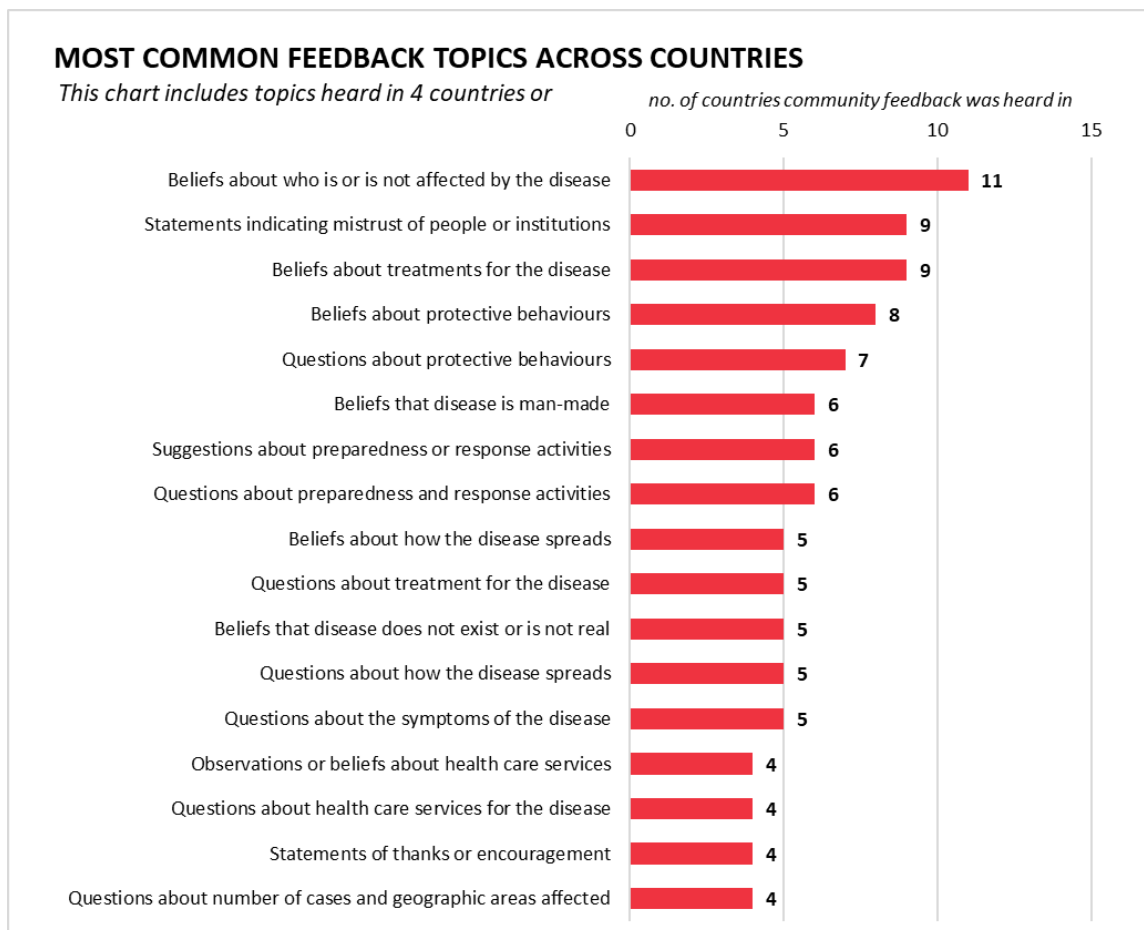 MOST COMMON FEEDBACK TOPICS ACROSS COUNTRIES
This chart includes topics heard in 4 countries or
no. of countries community feedback was heard in
0 5 10 15
Beliefs about who is or is not affected by the disease 11
Statements indicating mistrust of people or institutions 9
Beliefs about treatments for the disease 9
Beliefs about protective behaviours 8
Questions about protective behaviours 7
Beliefs that disease is man-made 6
Suggestions about preparedness or response activities 6
Questions about preparedness and response activities 6
Beliefs about how the disease spreads 5
Questions about treatment for the disease 5
Beliefs that disease does not exist or is not real 5
Questions about how the disease spreads 5
Questions about the symptoms of the disease 5
Observations or beliefs about health care services 4
Questions about health care services for the disease 4
Statements of thanks or encouragement 4
Questions about number of cases and geographic areas affected 4